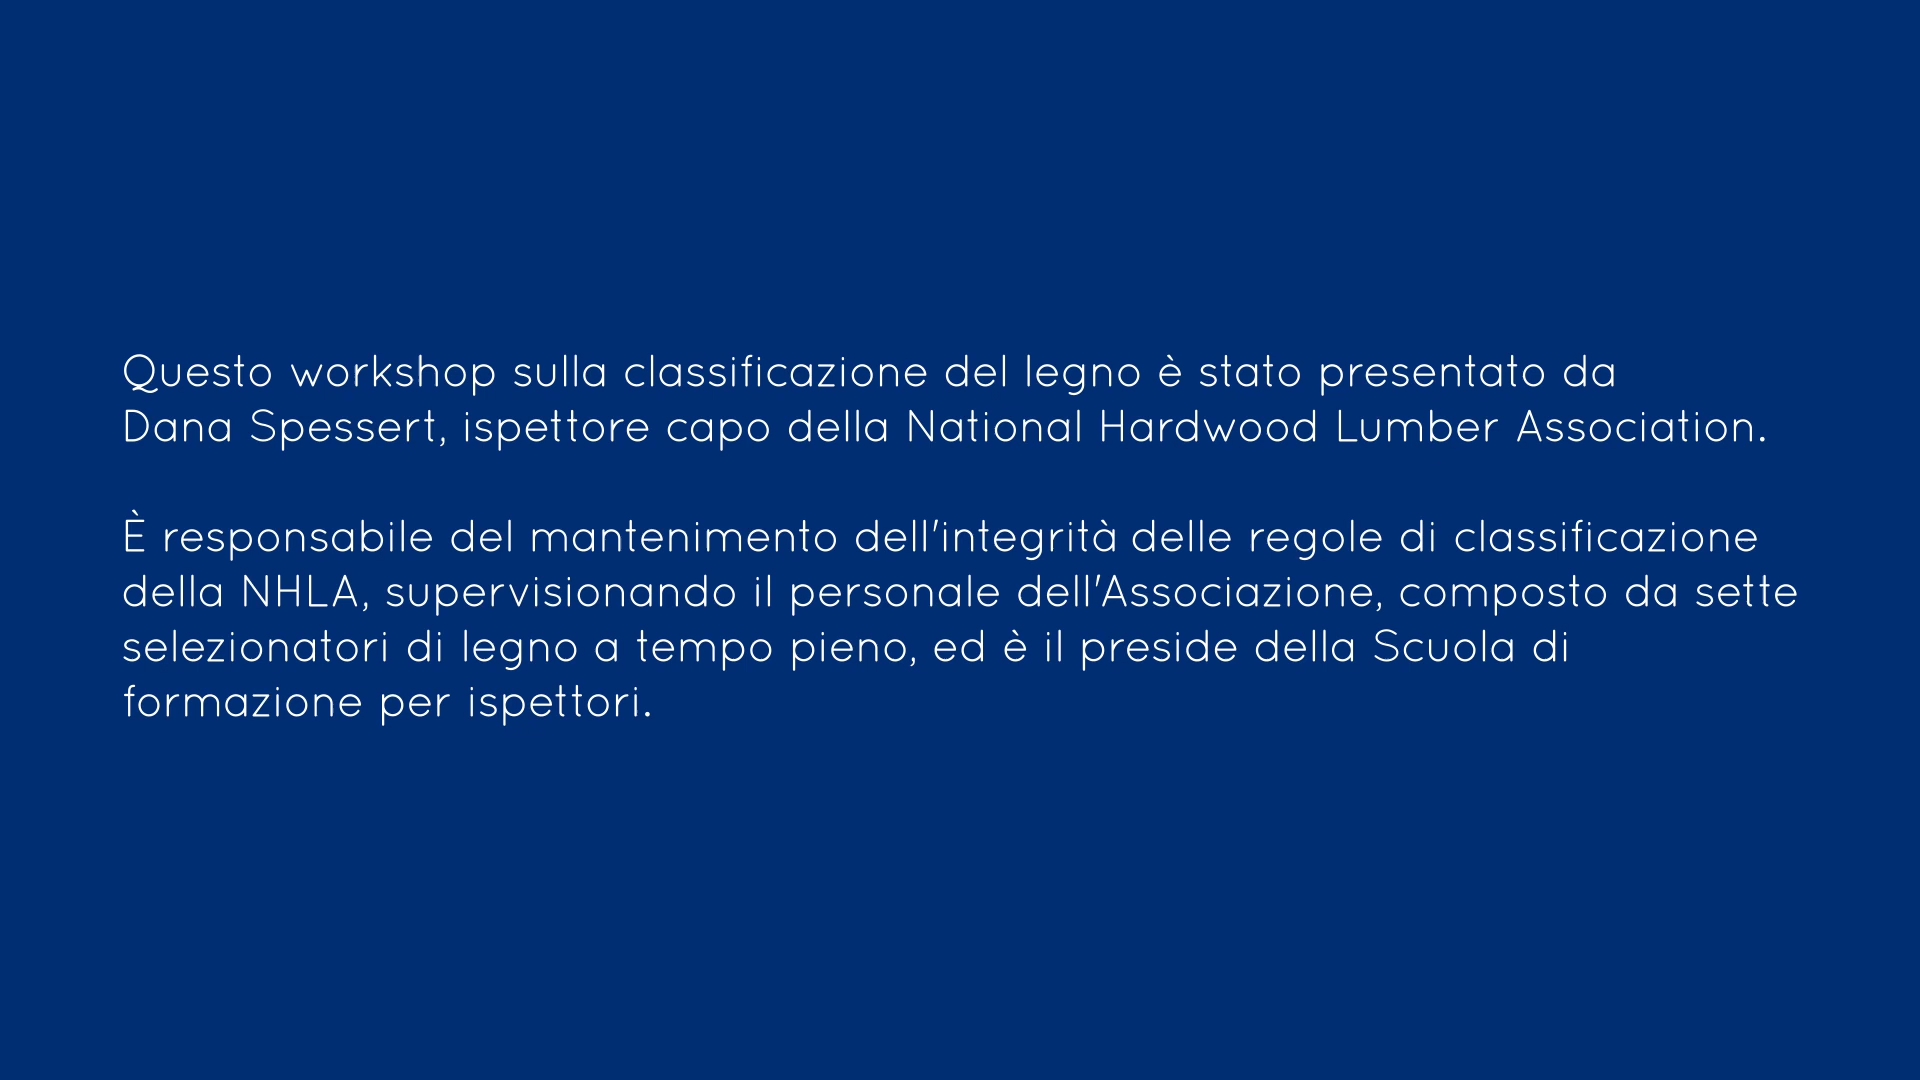 Questo workshop sulla classificazione del legno è stato presentato da
Dana Spessert, ispettore capo della National Hardwood Lumber Association.
È responsabile del mantenimento dell'integrità delle regole di classificazione
della NHLA, supervisionando il personale dell'Associazione, composto da sette
selezionatori di legno a tempo pieno, ed è il preside della Scuola di
formazione per ispettori.